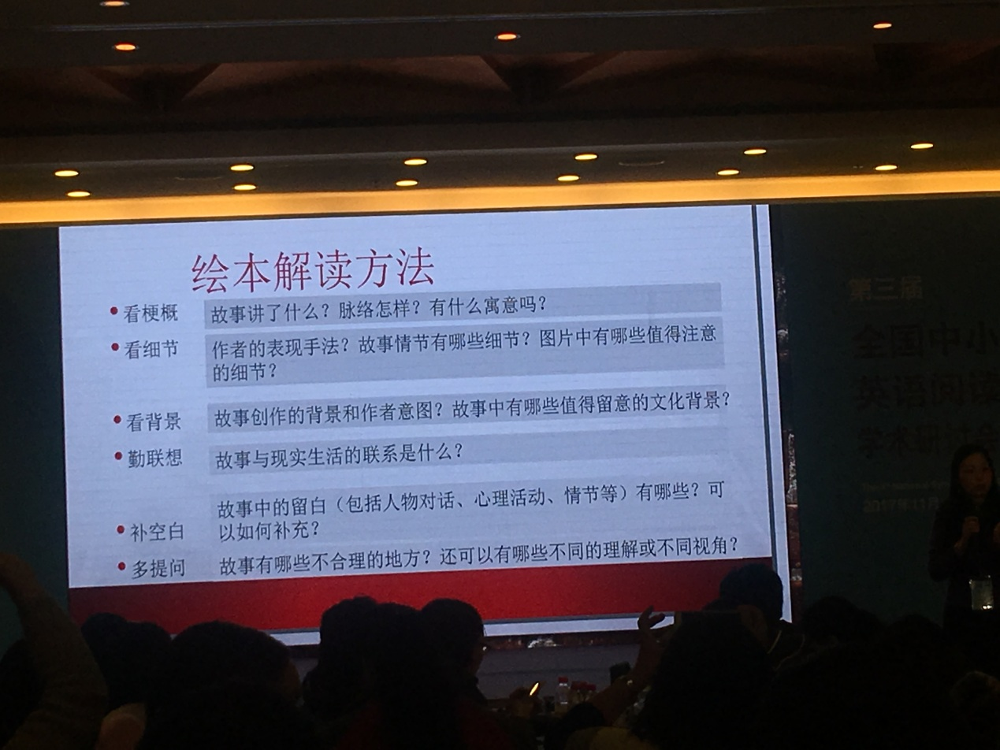 绘本解读方法
• 看梗概 故事讲了什么？脉络怎样？有什么寓意吗？
• 看细节 作者的表现手法？故事情节有哪些细节？图片中有哪些值得注意
的细节？
• 看背景 故事创作的背景和作者意图？故事中有哪些值得留意的文化背景？
• 勤联想 故事与现实生活的联系是什么？
故事中的留白（包括人物对话、心理活动、情节等）有哪些？可
• 补空白 以如何补充？
• 多提问 故事有哪些不合理的地方？还可以有哪些不同的理解或不同视角？
第三届
全国中小
英语阅读
学术研讨会
2017年11月